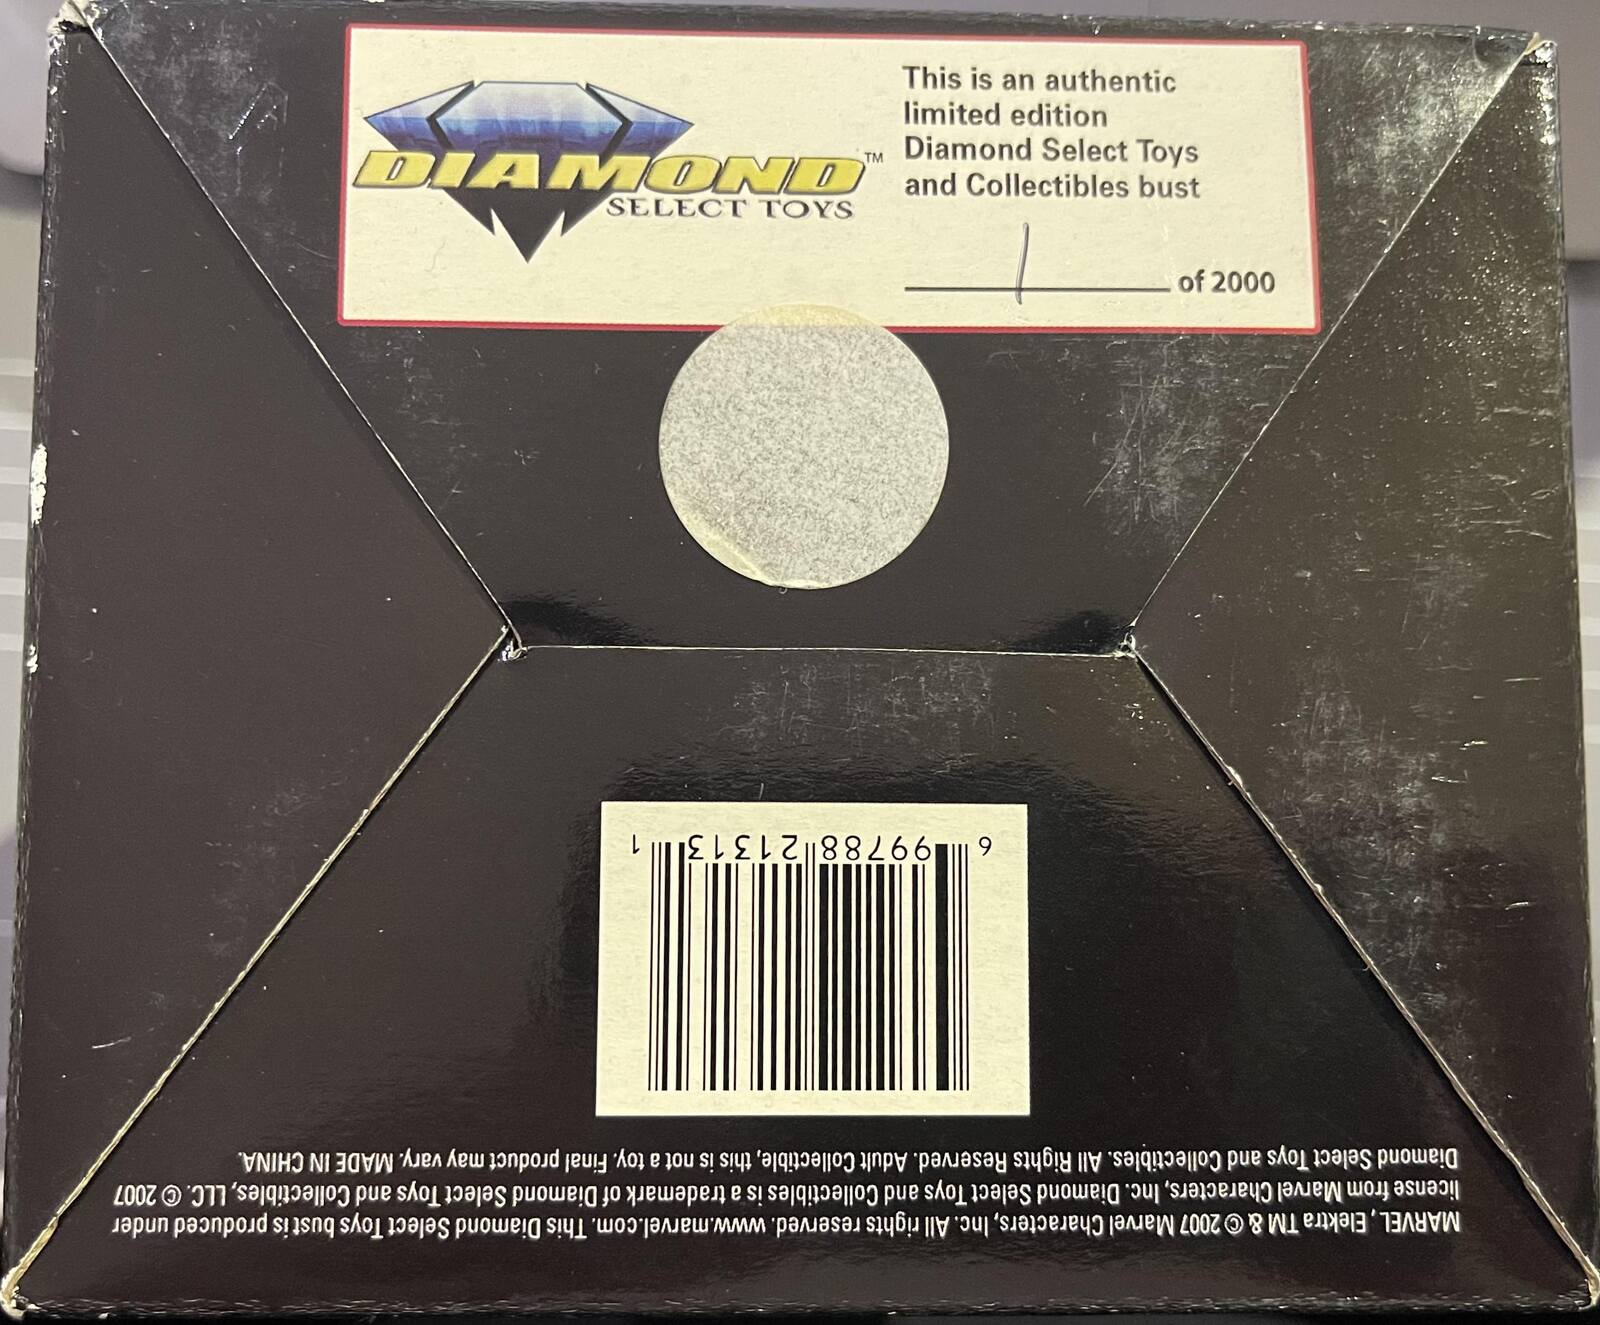 DIAMOND™
SELECT TOYS
This is an authentic
limited edition
Diamond Select Toys
and Collectibles bust
1 of 2000
6 99788 21313 1
MARVEL, Elektra TM & © 2007 Marvel Characters, Inc. All rights reserved. www.marvel.com. This Diamond Select Toys bust is produced under
license from Marvel Characters, Inc. Diamond Select Toys and Collectibles is a trademark of Diamond Select Toys and Collectibles, LLC. © 2007
Diamond Select Toys and Collectibles. All Rights Reserved. Adult Collectible, this is not a toy. Final product may vary. MADE IN CHINA.